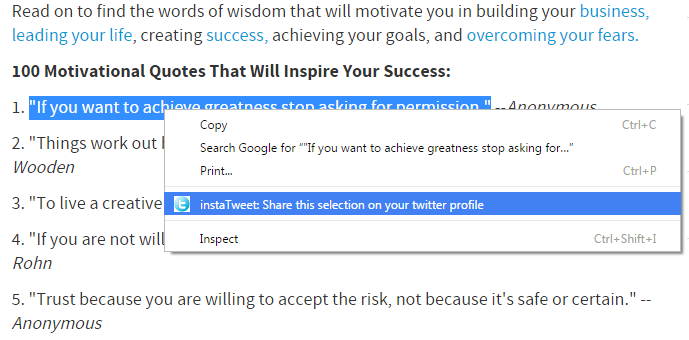 Read on to find the words of wisdom that will motivate you in building your business,
leading your life, creating success, achieving your goals, and overcoming your fears.
100 Motivational Quotes That Will Inspire Your Success:
1. "If you want to achieve greatness stop asking for permission." --Anonymous
2. "Things work out
Wooden
3. "To live a creative
4. "If you are not
Rohn
5. "Trust because you are willing to accept the risk, not because it's safe or certain." --
Anonymous
Copy Ctrl+C
Search Google for “"If you want to achieve greatness stop asking for...”
Print... Ctrl+P
instaTweet: Share this selection on your twitter profile
Inspect Ctrl+Shift+I